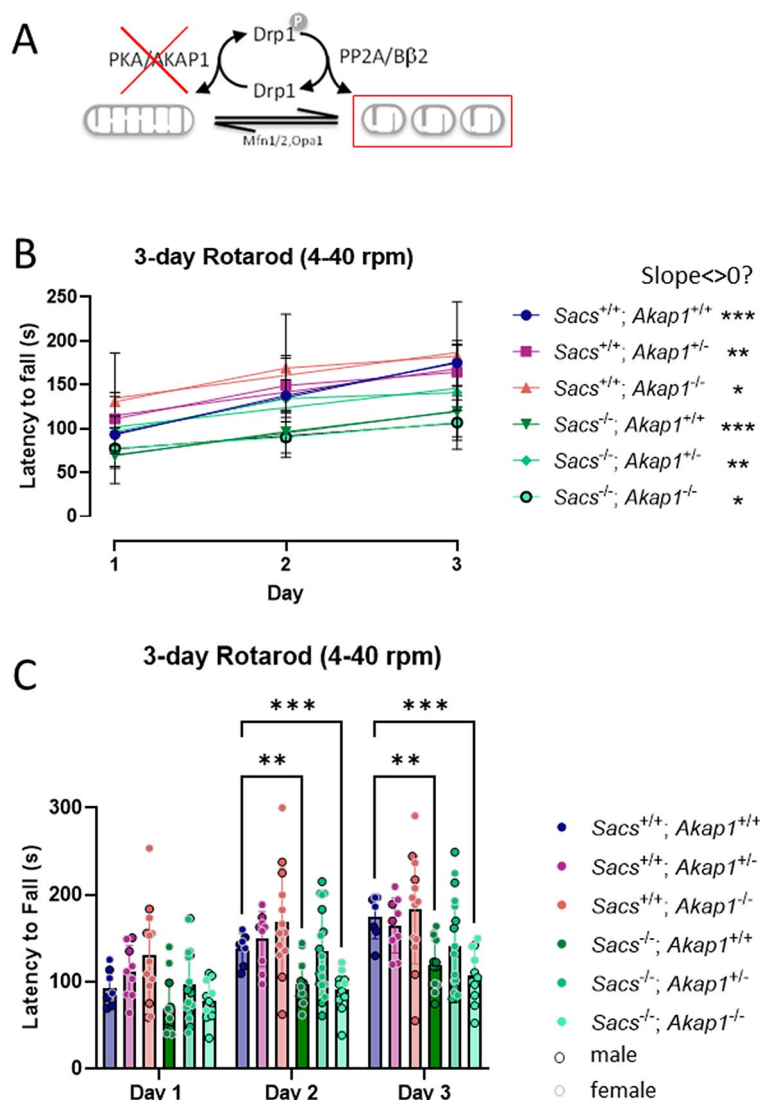 A
P
Drp1
PKA/AKAP1
PP2A/Bβ2
Drp1
Mfn1/2,Opa1
B
3-day Rotarod (4-40 rpm)
Slope<>0?
Latency to fall (s)
250
200
150
100
50
0
1
2
3
Day
Sacs+/+; Akap1+/+ ***
Sacs+/+; Akap1+/- **
Sacs+/+; Akap1-/- *
Sacs-/-; Akap1+/+ ***
Sacs-/-; Akap1+/- **
Sacs-/-; Akap1-/- *
3-day Rotarod (4-40 rpm)
C
*** ***
** **
Latency to Fall (s)
300
200
100
0
Day 1
Day 2
Day 3
Sacs+/+; Akap1+/+
Sacs+/+; Akap1+/-
Sacs+/+; Akap1-/-
Sacs-/-; Akap1+/+
Sacs-/-; Akap1+/-
Sacs-/-; Akap1-/-
male
female